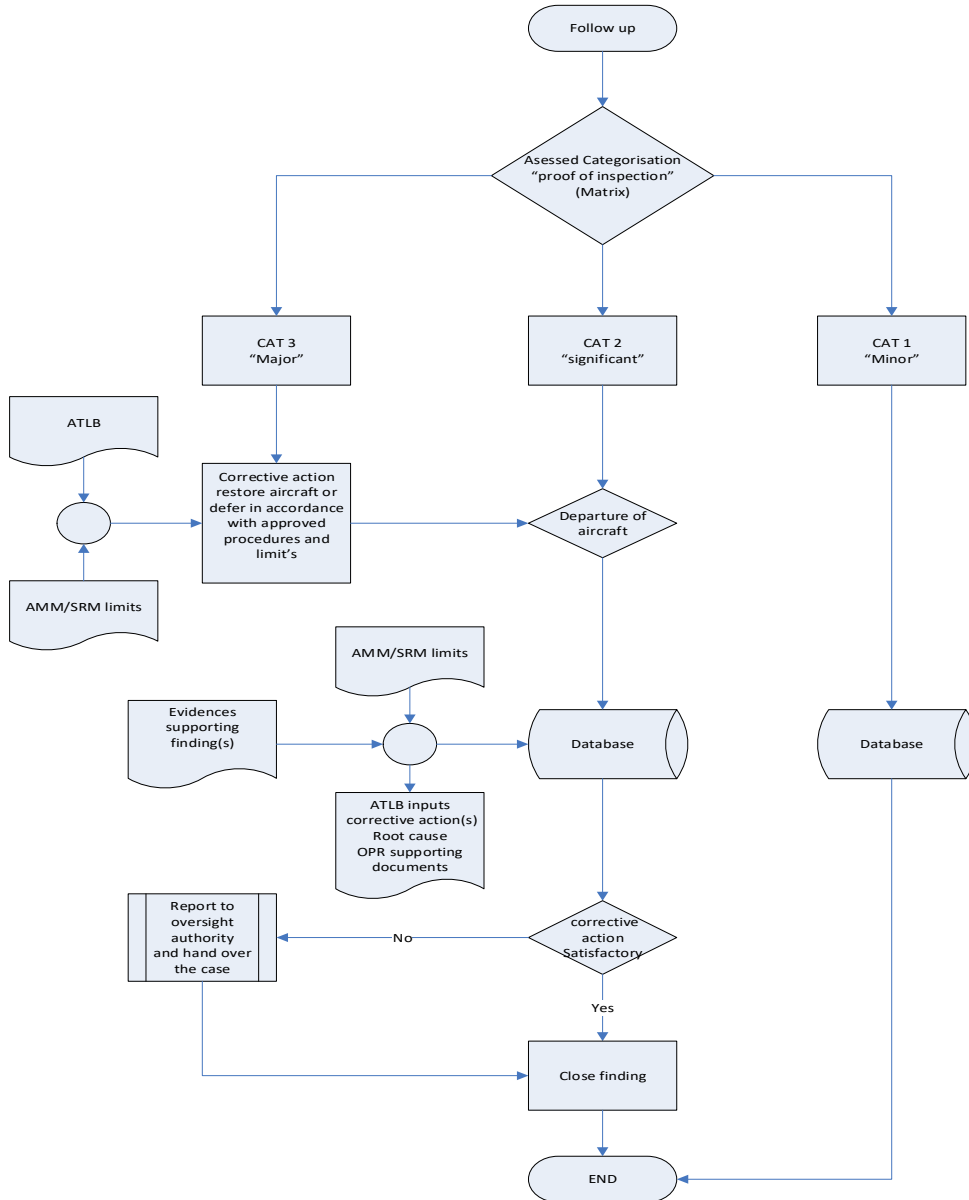 Follow up
Asessed Categorisation
“proof of inspection”
(Matrix)
CAT 3
“Major”
CAT 2
“significant”
CAT 1
“Minor”
ATLB
Corrective action
restore aircraft or
defer in accordance
with approved
procedures and
limit’s
Departure of
aircraft
AMM/SRM limits
AMM/SRM limits
Evidences
supporting
finding(s)
Database
Database
ATLB inputs
corrective action(s)
Root cause
OPR supporting
documents
Report to
oversight
authority
and hand over
the case
No
corrective
action
Satisfactory
Yes
Close finding
END